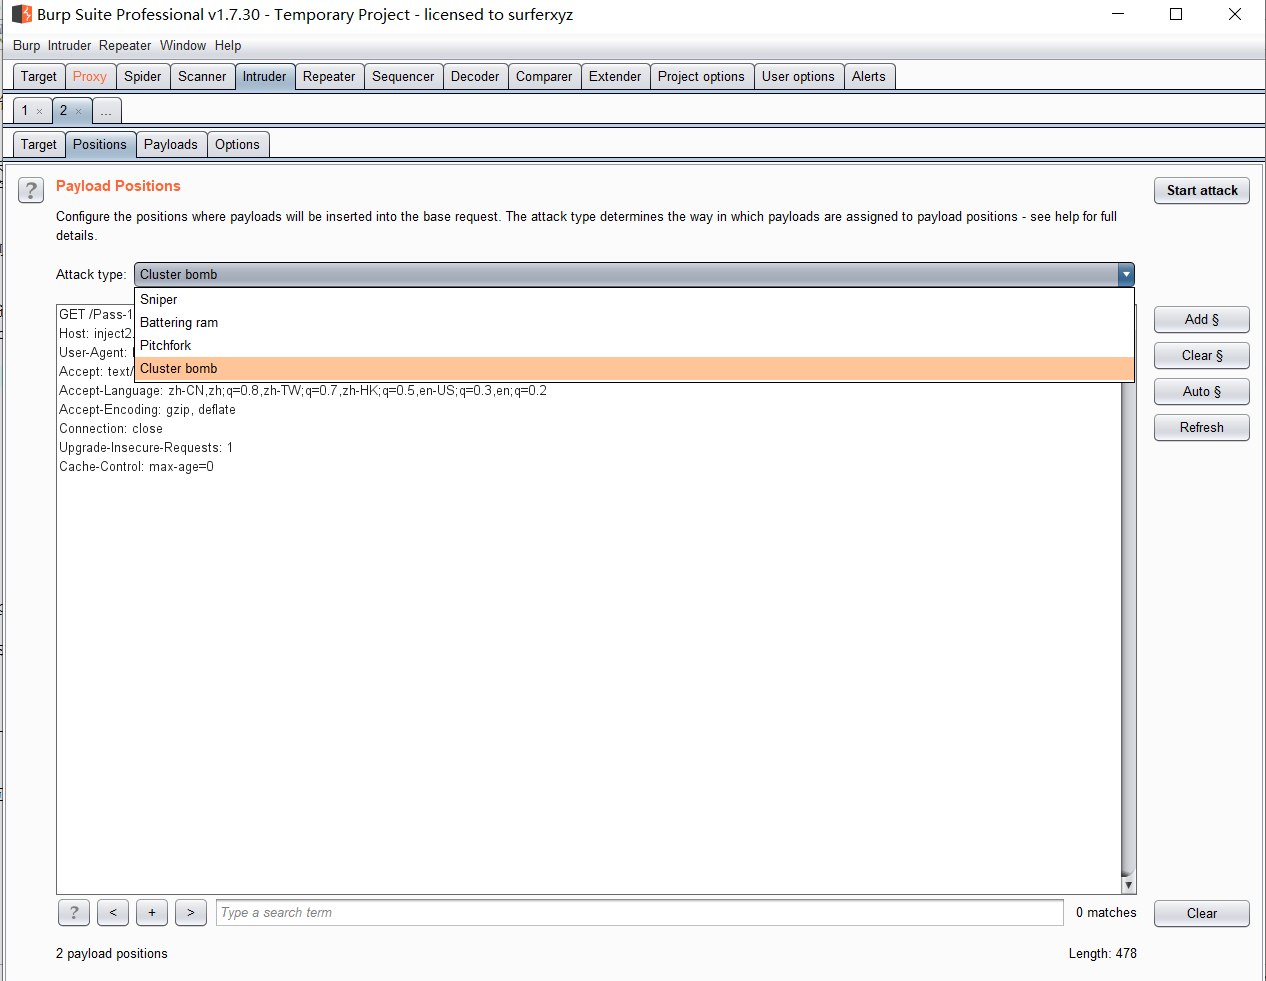 Burp Suite Professional v1.7.30 - Temporary Project - licensed to surferxyz
Burp Intruder Repeater Window Help
Target Proxy Spider Scanner Intruder Repeater Sequencer Decoder Comparer Extender Project options User options Alerts
1 × 2 × ...
Target Positions Payloads Options
? Payload Positions
Start attack
Configure the positions where payloads will be inserted into the base request. The attack type determines the way in which payloads are assigned to payload positions - see help for full
details.
Attack type: Cluster bomb
Sniper
Battering ram
Pitchfork
Cluster bomb
GET /Pass-1
Host: inject2.
User-Agent:
Accept: text/
Accept-Language: zh-CN,zh;q=0.8,zh-TW;q=0.7,zh-HK;q=0.5,en-US;q=0.3,en;q=0.2
Accept-Encoding: gzip, deflate
Connection: close
Upgrade-Insecure-Requests: 1
Cache-Control: max-age=0
Add §
Clear §
Auto §
Refresh
? < + > Type a search term 0 matches Clear
2 payload positions Length: 478